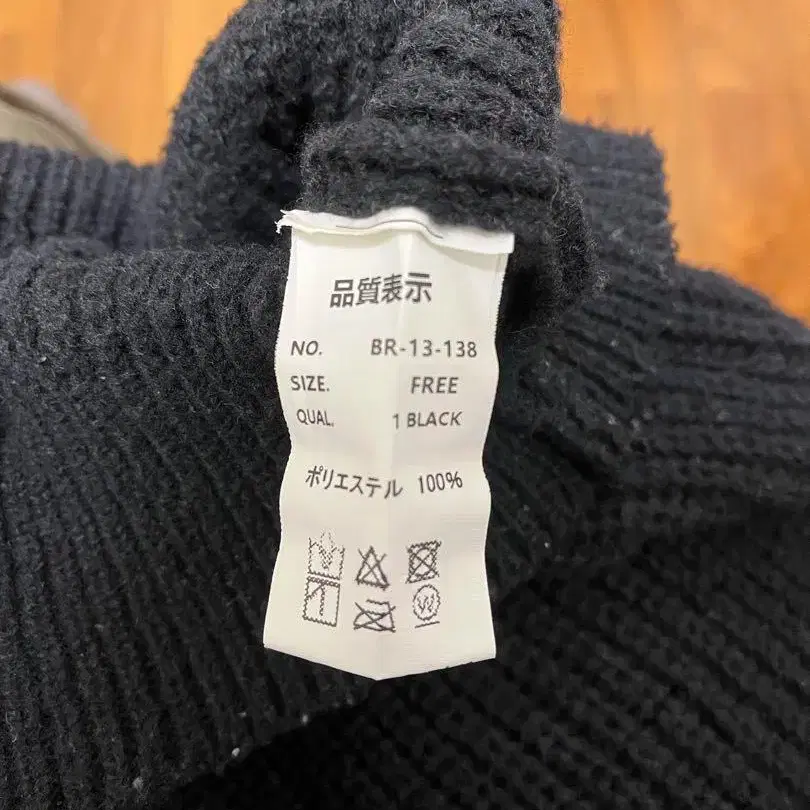 品質表示
NO. BR-13-138
SIZE. FREE
QUAL. 1 BLACK
ポリエステル 100%
W